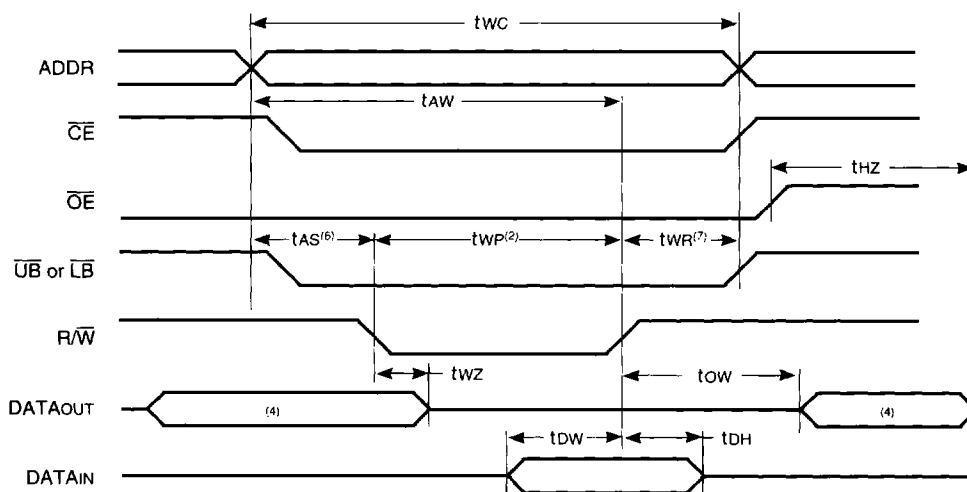 tWC
ADDR
tAW
CE
tHZ
OE
tAS(6) tWP(2) tWR(7)
UB or LB
R/W
tWZ tOW
DATAOUT (4) (4)
tDW tDH
DATAIN